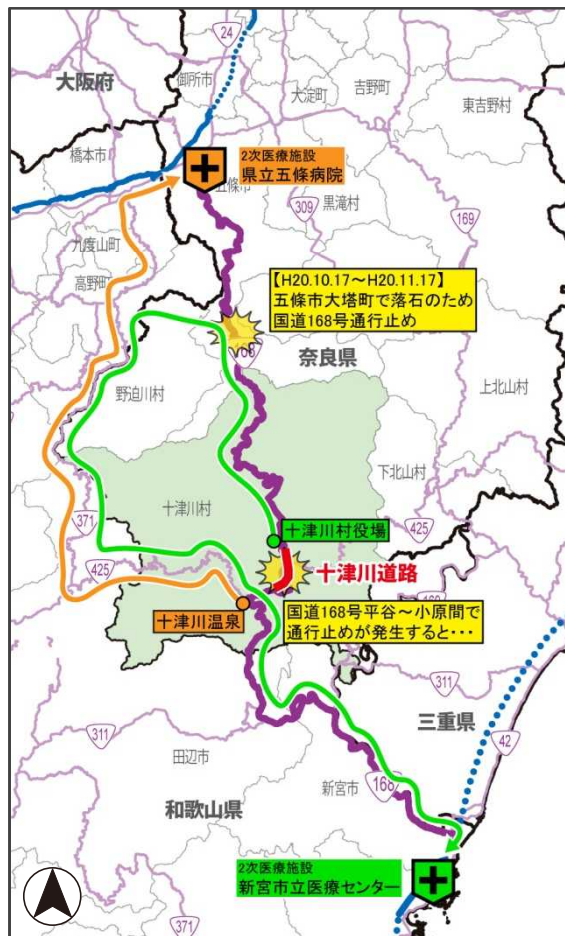 24
大阪府
御所市
吉野町
大淀町
東吉野村
橋本市
2次医療施設
県立五條病院
五條市
309
黒滝村
169
九度山町
高野町
【H20.10.17～H20.11.17】
五條市大塔町で落石のため
国道168号通行止め
168
奈良県
野迫川村
上北山村
下北山村
十津川村
371
425
十津川村役場
425
十津川道路
169
十津川温泉
国道168号平谷～小原間で
通行止めが発生すると・・・
311
三重県
42
311
田辺市
新宮市
168
和歌山県
2次医療施設
新宮市立医療センター
371